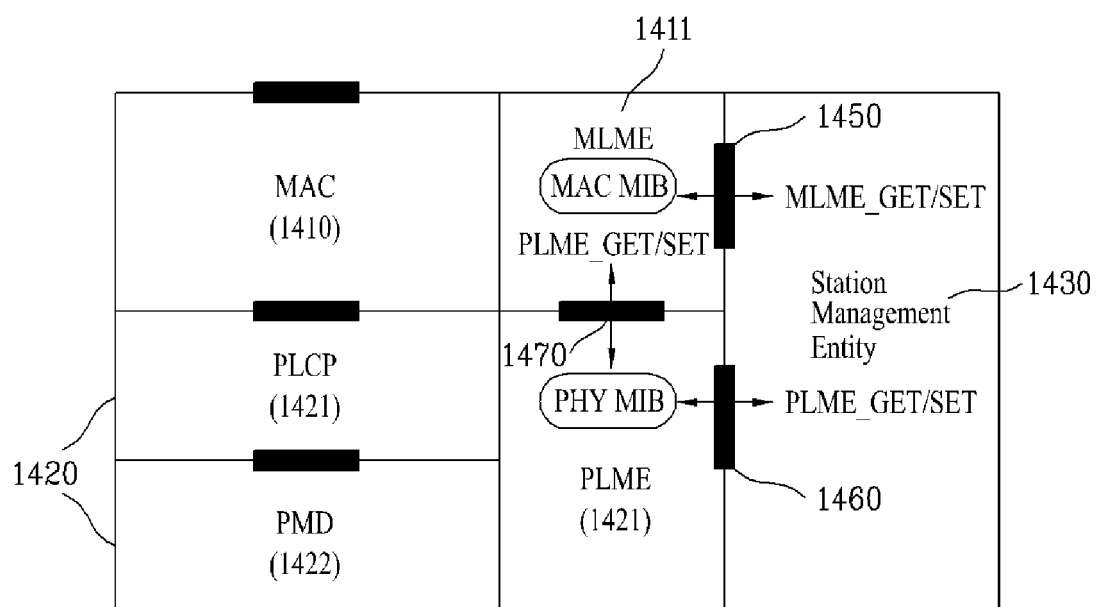 1411
1450
MLME
MAC MIB
MLME_GET/SET
MAC
(1410)
PLME_GET/SET
Station
Management
Entity
1430
1470
PLCP
(1421)
PHY MIB
PLME_GET/SET
1420
PLME
(1421)
1460
PMD
(1422)